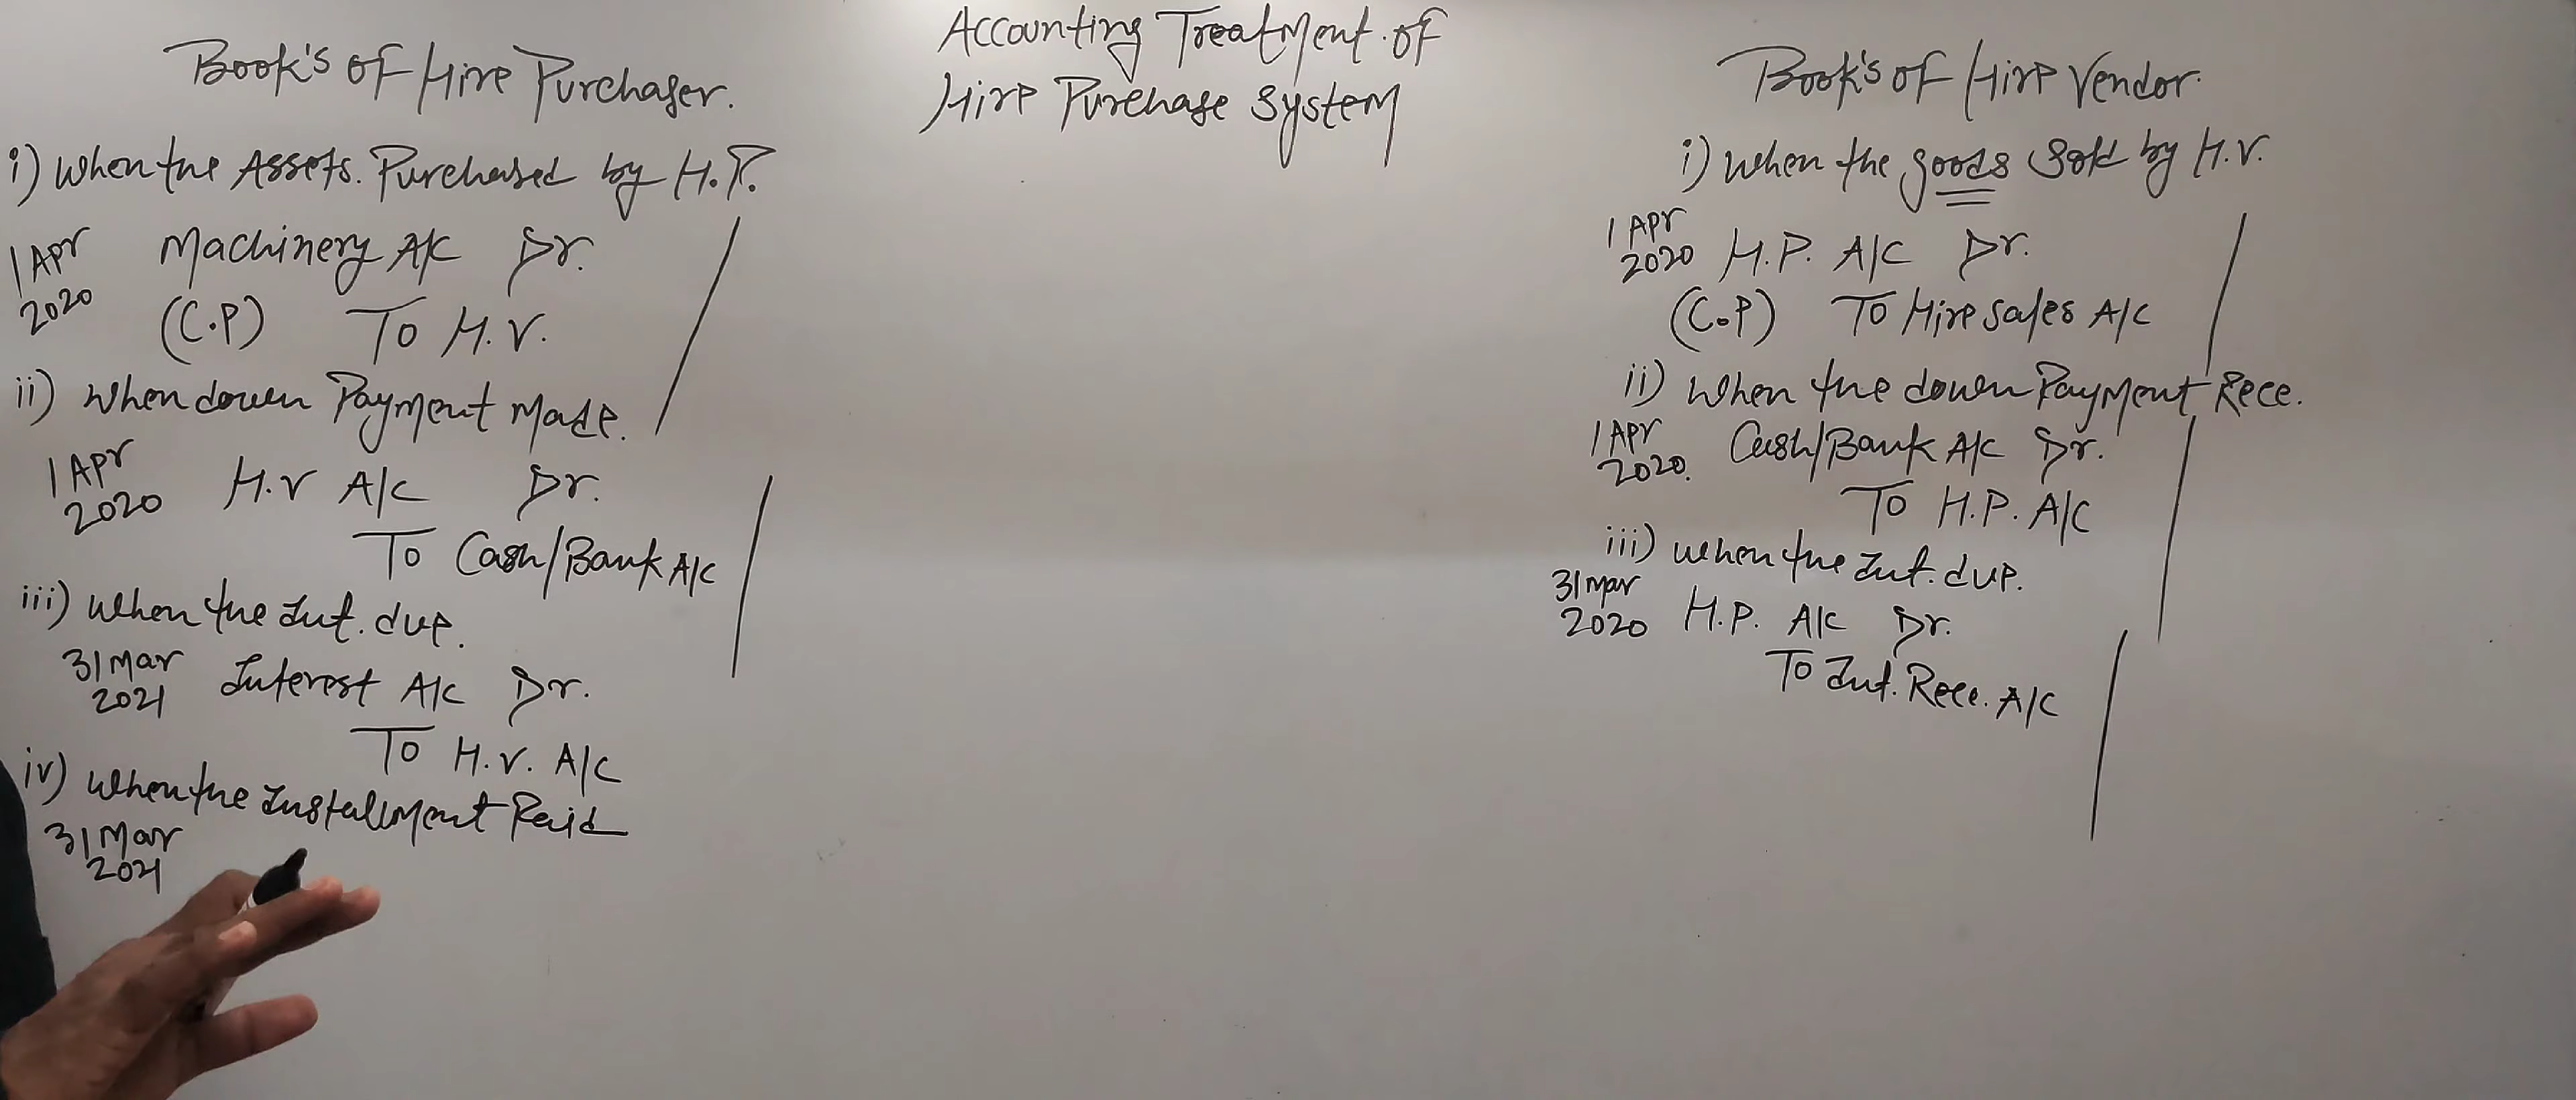 Accounting Treatment of
Hire Purchase System
Book's of Hire Purchaser.
i) When the Assets. Purchased by H.P.
1 Apr
2020
Machinery A/c Dr.
(C.P) To H.V.
ii) When down Payment Made.
1 Apr
2020
H.V A/c Dr.
To Cash/Bank A/c
iii) When the Int. due.
31 Mar
2021
Interest A/c Dr.
To H.V. A/c
iv) When the Installment Paid
31 Mar
2021
Book's of Hire Vendor.
i) When the goods Sold by H.V.
1 Apr
2020
H.P. A/c Dr.
(C.P) To Hire Sales A/c
ii) When the down Payment Rece.
1 Apr
2020.
Cash/Bank A/c Dr.
To H.P. A/c
iii) When the Int. due.
31 Mar
2020
H.P. A/c Dr.
To Int. Rece. A/c